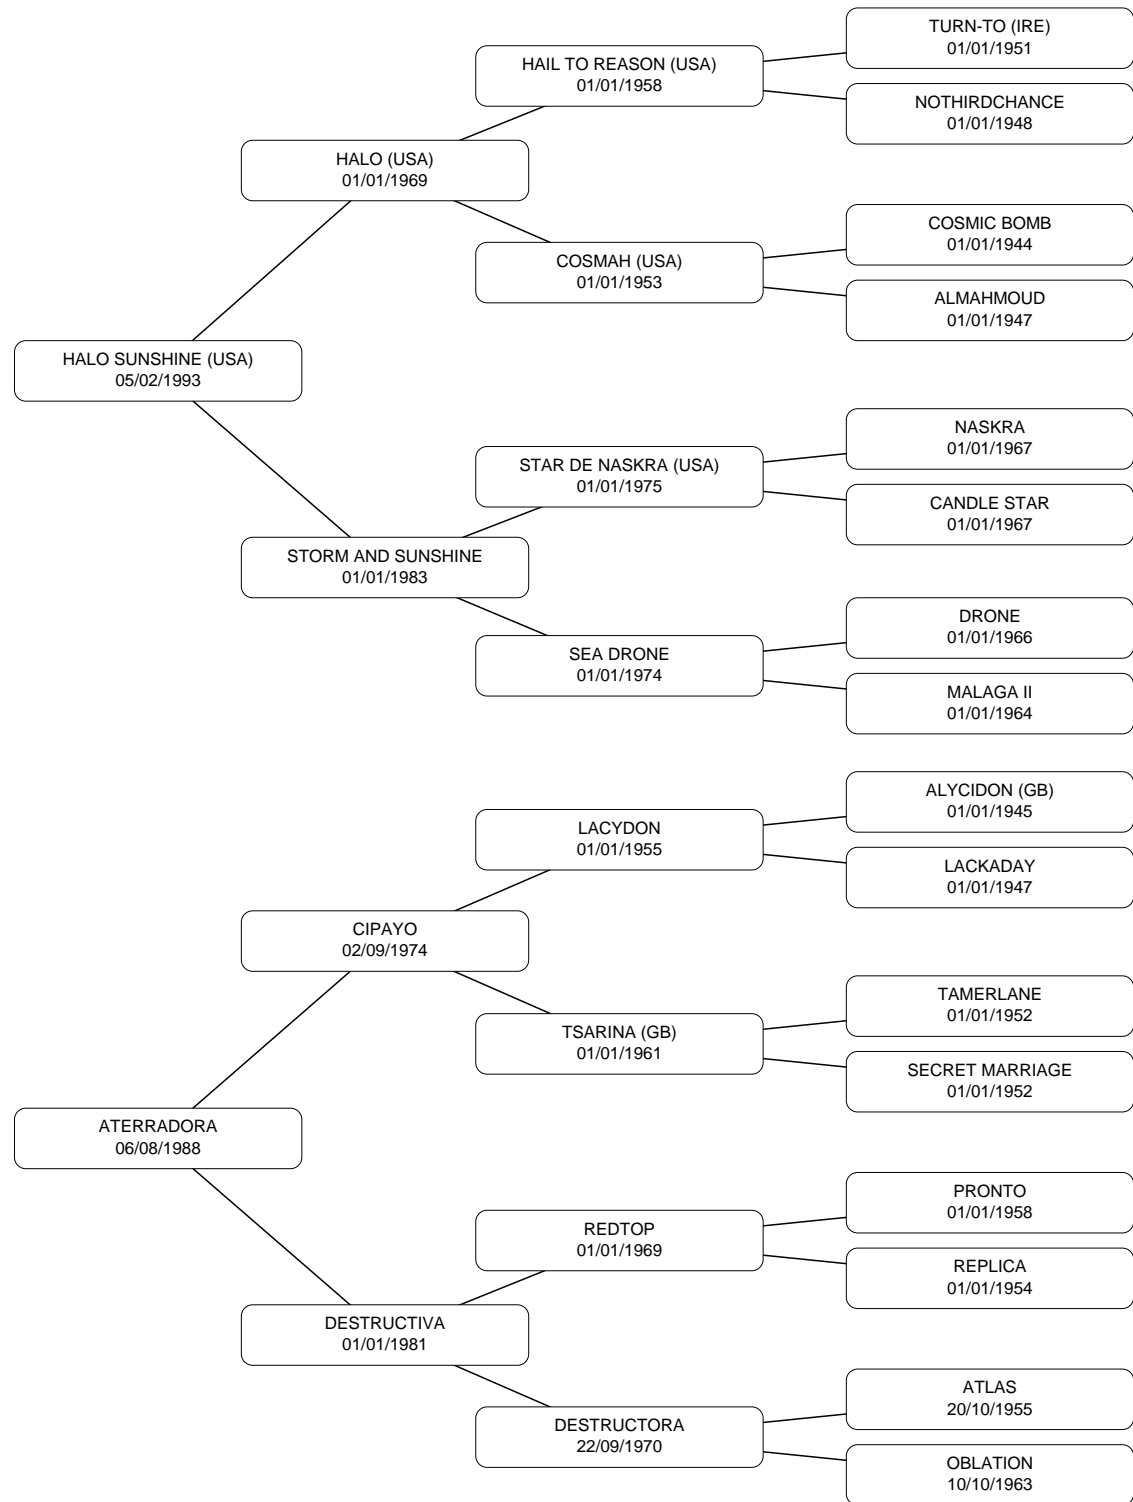 TURN-TO (IRE)
01/01/1951
HAIL TO REASON (USA)
01/01/1958
NOTHIRDCHANCE
01/01/1948
HALO (USA)
01/01/1969
COSMIC BOMB
01/01/1944
COSMAH (USA)
01/01/1953
ALMAHMOUD
01/01/1947
HALO SUNSHINE (USA)
05/02/1993
NASKRA
01/01/1967
STAR DE NASKRA (USA)
01/01/1975
CANDLE STAR
01/01/1967
STORM AND SUNSHINE
01/01/1983
DRONE
01/01/1966
SEA DRONE
01/01/1974
MALAGA II
01/01/1964
ALYCIDON (GB)
01/01/1945
LACYDON
01/01/1955
LACKADAY
01/01/1947
CIPAYO
02/09/1974
TAMERLANE
01/01/1952
TSARINA (GB)
01/01/1961
SECRET MARRIAGE
01/01/1952
ATERRADORA
06/08/1988
PRONTO
01/01/1958
REDTOP
01/01/1969
REPLICA
01/01/1954
DESTRUCTIVA
01/01/1981
ATLAS
20/10/1955
DESTRUCTORA
22/09/1970
OBLATION
10/10/1963